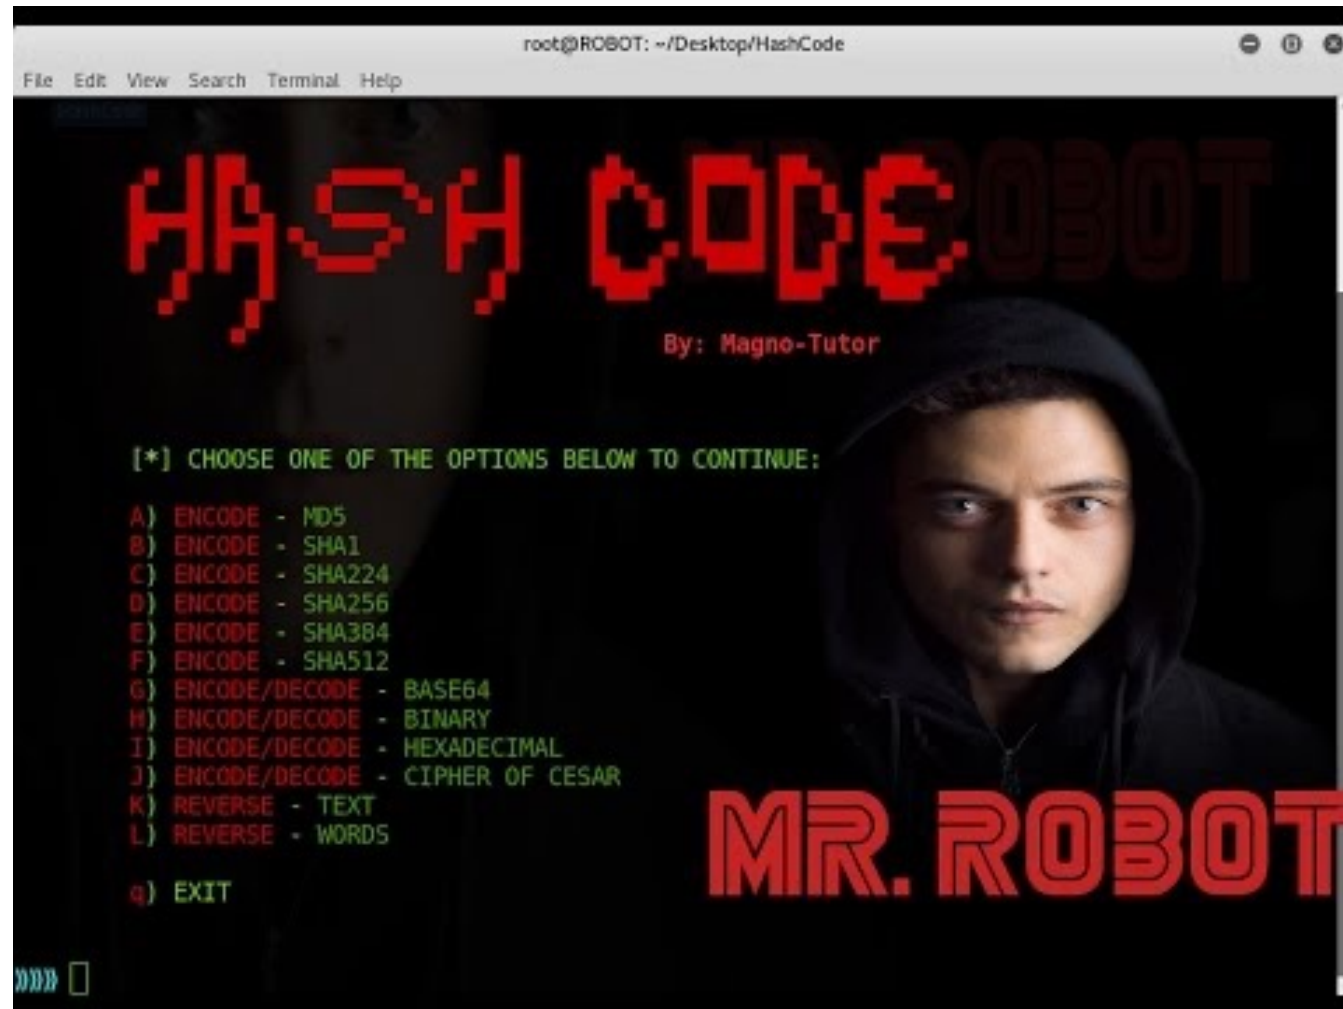 root@ROBOT: ~/Desktop/HashCode
File Edit View Search Terminal Help
HASH CODE
MR. ROBOT
By: Magno-Tutor
[*] CHOOSE ONE OF THE OPTIONS BELOW TO CONTINUE:
A) ENCODE - MD5
B) ENCODE - SHA1
C) ENCODE - SHA224
D) ENCODE - SHA256
E) ENCODE - SHA384
F) ENCODE - SHA512
G) ENCODE/DECODE - BASE64
H) ENCODE/DECODE - BINARY
I) ENCODE/DECODE - HEXADECIMAL
J) ENCODE/DECODE - CIPHER OF CESAR
K) REVERSE - TEXT
L) REVERSE - WORDS
MR. ROBOT
q) EXIT
»»»